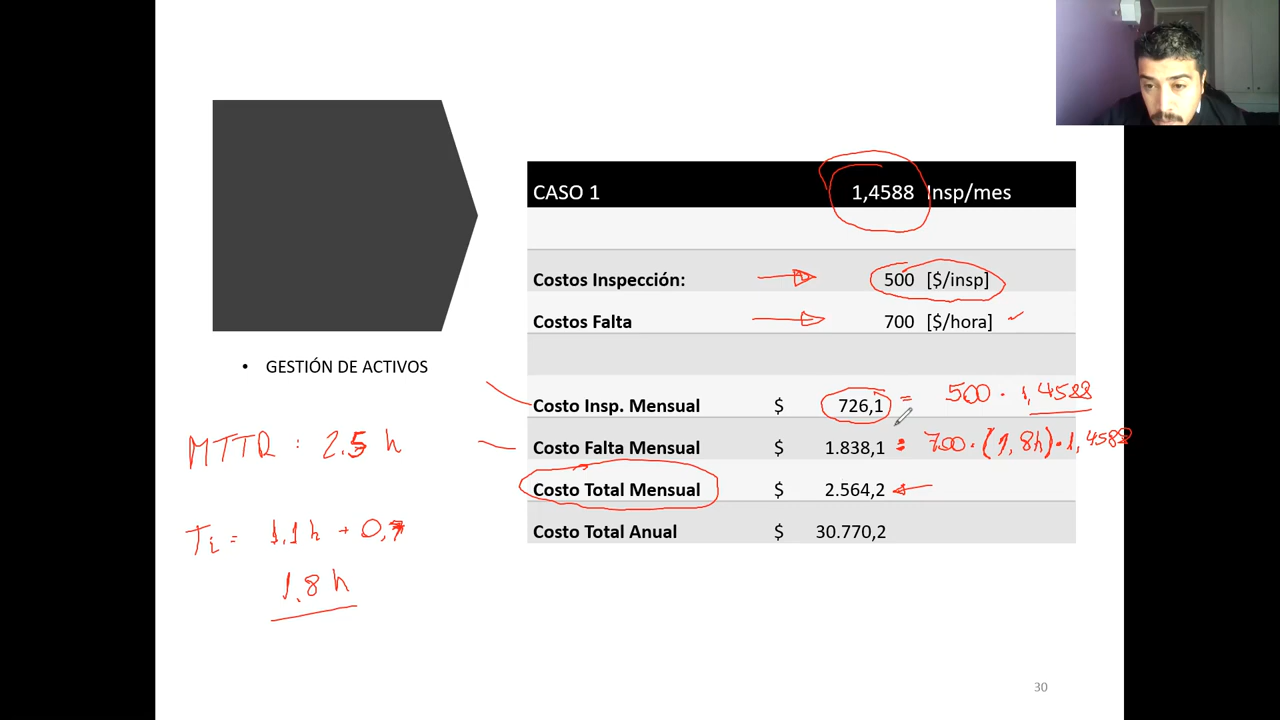 CASO 1 1,4588 Insp/mes
Costos Inspección: 500 [$/insp]
Costos Falta 700 [$/hora]
Costo Insp. Mensual $ 726,1 = 500 · 1,4588
Costo Falta Mensual $ 1.838,1 = 700 · (1,8h) · 1,4588
Costo Total Mensual $ 2.564,2
Costo Total Anual $ 30.770,2
• GESTIÓN DE ACTIVOS
MTTR : 2.5 h
Ti = 1.1 h + 0,7
1.8 h
30